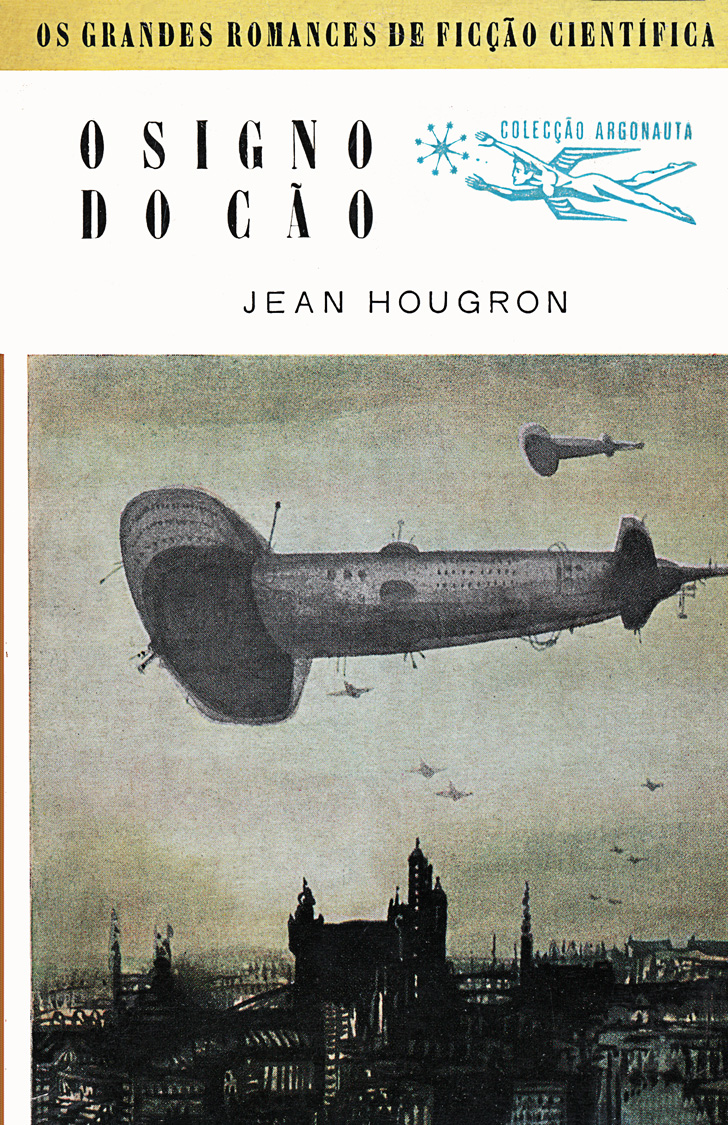 OS GRANDES ROMANCES DE FICÇÃO CIENTÍFICA
O SIGNO
DO CÃO
COLECÇÃO ARGONAUTA
JEAN HOUGRON